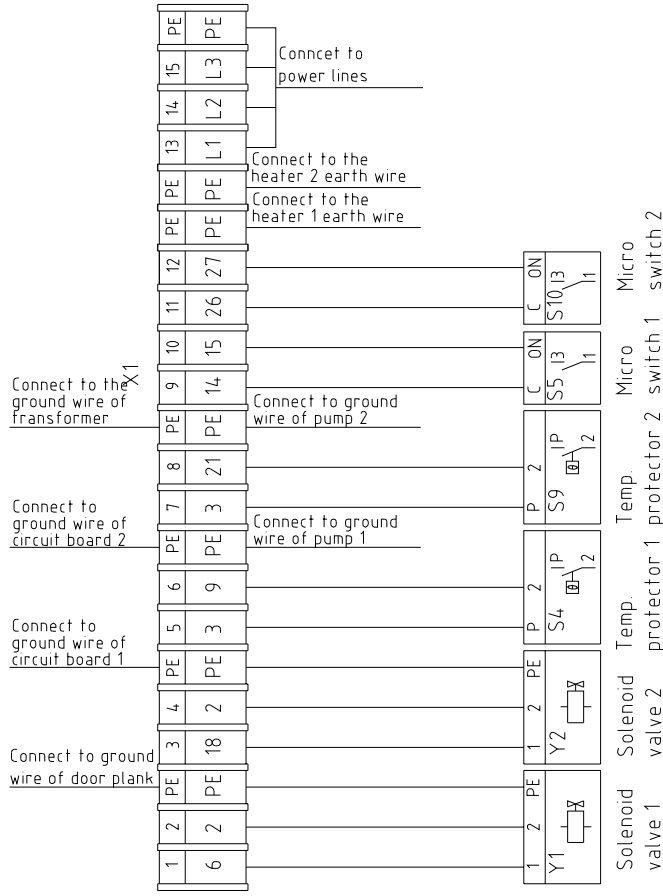 PE PE
15 L3
14 L2
13 L1
PE PE
PE PE
12 27
11 26
10 15
9 14
PE PE
8 21
7 3
PE PE
6 9
5 3
PE PE
4 2
3 18
PE PE
2 2
1 6
X1
Conncet to
power lines
Connect to the
heater 2 earth wire
Connect to the
heater 1 earth wire
Connect to the
ground wire of
fransformer
Connect to ground
wire of pump 2
Connect to
ground wire of
circuit board 2
Connect to ground
wire of pump 1
Connect to
ground wire of
circuit board 1
Connect to ground
wire of door plank
C ON
S10 13
1
Micro
switch 2
C ON
S5 13
1
Micro
switch 1
P 2
S9 1P
2
θ
Temp.
protector 2
P 2
S4 1P
2
θ
Temp.
protector 1
1 2 PE
Y2
Solenoid
valve 2
1 2 PE
Y1
Solenoid
valve 1